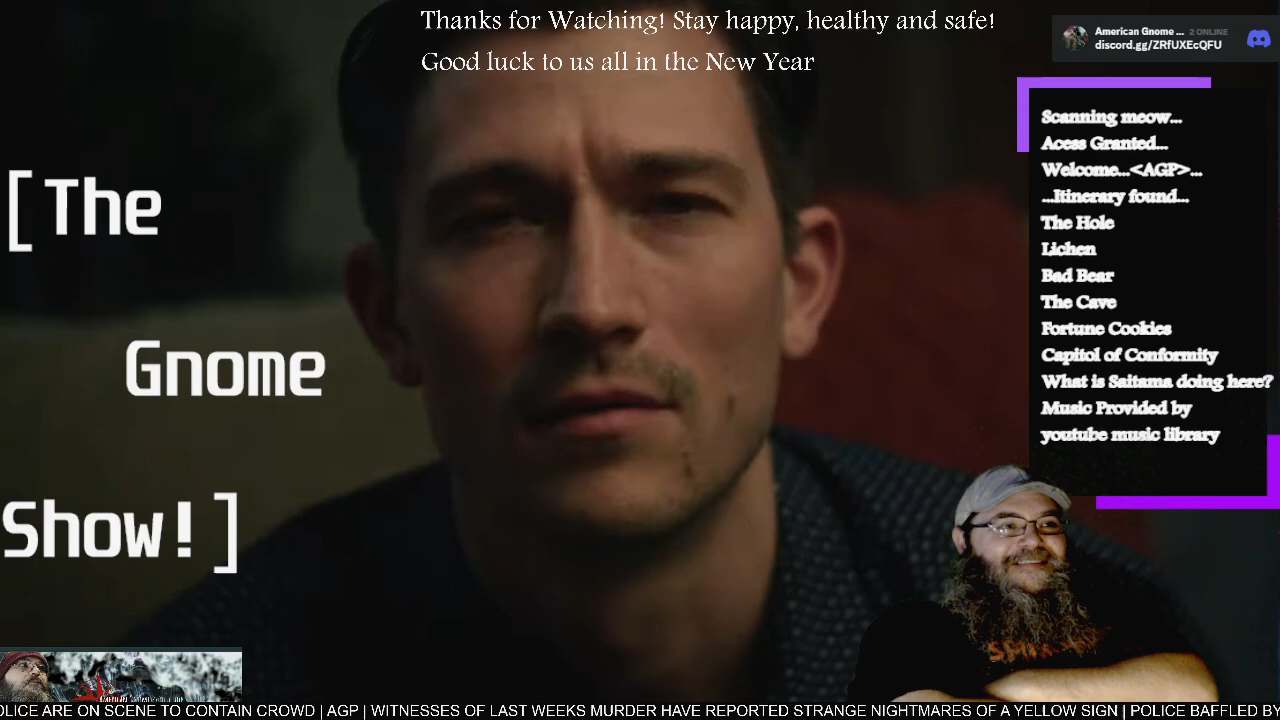 Thanks for Watching! Stay happy, healthy and safe!
Good luck to us all in the New Year
American Gnome ... 2 ONLINE
discord.gg/ZRfUXEcQFU
[The
Gnome
Show!]
Scanning meow...
Acess Granted...
Welcome...<AGP>...
...Itinerary found...
The Hole
Lichen
Bad Bear
The Cave
Fortune Cookies
Capitol of Conformity
What is Saitama doing here?
Music Provided by
youtube music library
OLICE ARE ON SCENE TO CONTAIN CROWD | AGP | WITNESSES OF LAST WEEKS MURDER HAVE REPORTED STRANGE NIGHTMARES OF A YELLOW SIGN | POLICE BAFFLED BY